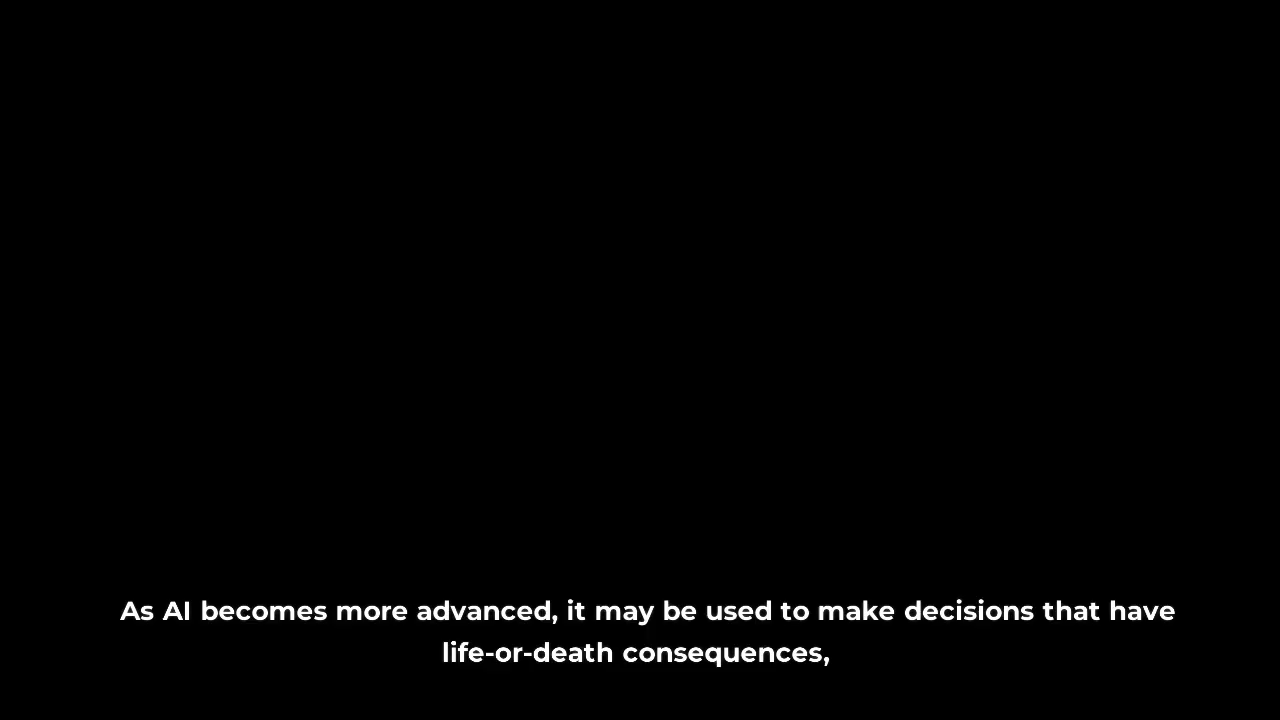 As AI becomes more advanced, it may be used to make decisions that have
life-or-death consequences,